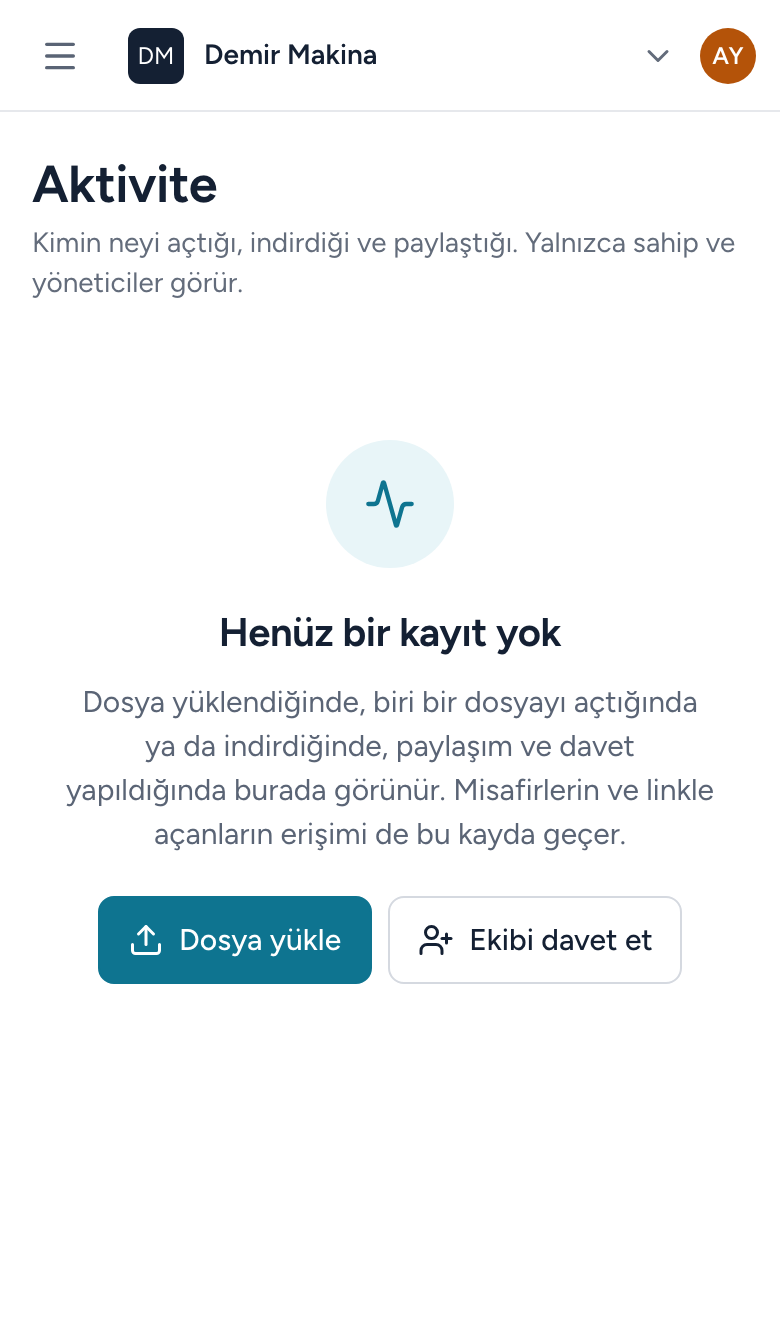 DM Demir Makina AY
Aktivite
Kimin neyi açtığı, indirdiği ve paylaştığı. Yalnızca sahip ve
yöneticiler görür.
Henüz bir kayıt yok
Dosya yüklendiğinde, biri bir dosyayı açtığında
ya da indirdiğinde, paylaşım ve davet
yapıldığında burada görünür. Misafirlerin ve linkle
açanların erişimi de bu kayda geçer.
Dosya yükle Ekibi davet et